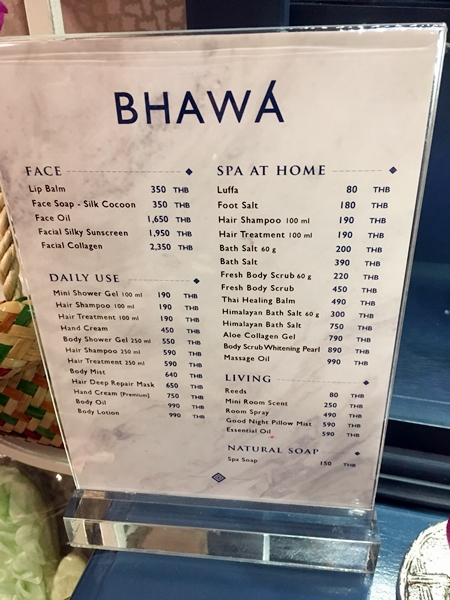 BHAWÁ
FACE
Lip Balm 350 THB
Face Soap - Silk Cocoon 350 THB
Face Oil 1,650 THB
Facial Silky Sunscreen 1,950 THB
Facial Collagen 2,350 THB
DAILY USE
Mini Shower Gel 100 ml 190 THB
Hair Shampoo 100 ml 190 THB
Hair Treatment 100 ml 190 THB
Hand Cream 450 THB
Body Shower Gel 250 ml 550 THB
Hair Shampoo 250 ml 590 THB
Hair Treatment 250 ml 590 THB
Body Mist 640 THB
Hair Deep Repair Mask 650 THB
Hand Cream [Premium] 750 THB
Body Oil 990 THB
Body Lotion 990 THB
SPA AT HOME
Luffa 80 THB
Foot Salt 180 THB
Hair Shampoo 100 ml 190 THB
Hair Treatment 100 ml 190 THB
Bath Salt 60 g 200 THB
Bath Salt 390 THB
Fresh Body Scrub 60 g 220 THB
Fresh Body Scrub 450 THB
Thai Healing Balm 490 THB
Himalayan Bath Salt 60 g 300 THB
Himalayan Bath Salt 750 THB
Aloe Collagen Gel 790 THB
Body Scrub Whitening Pearl 890 THB
Massage Oil 990 THB
LIVING
Reeds 80 THB
Mini Room Scent 250 THB
Room Spray 490 THB
Good Night Pillow Mist 590 THB
Essential Oil 590 THB
NATURAL SOAP
Spa Soap 150 THB